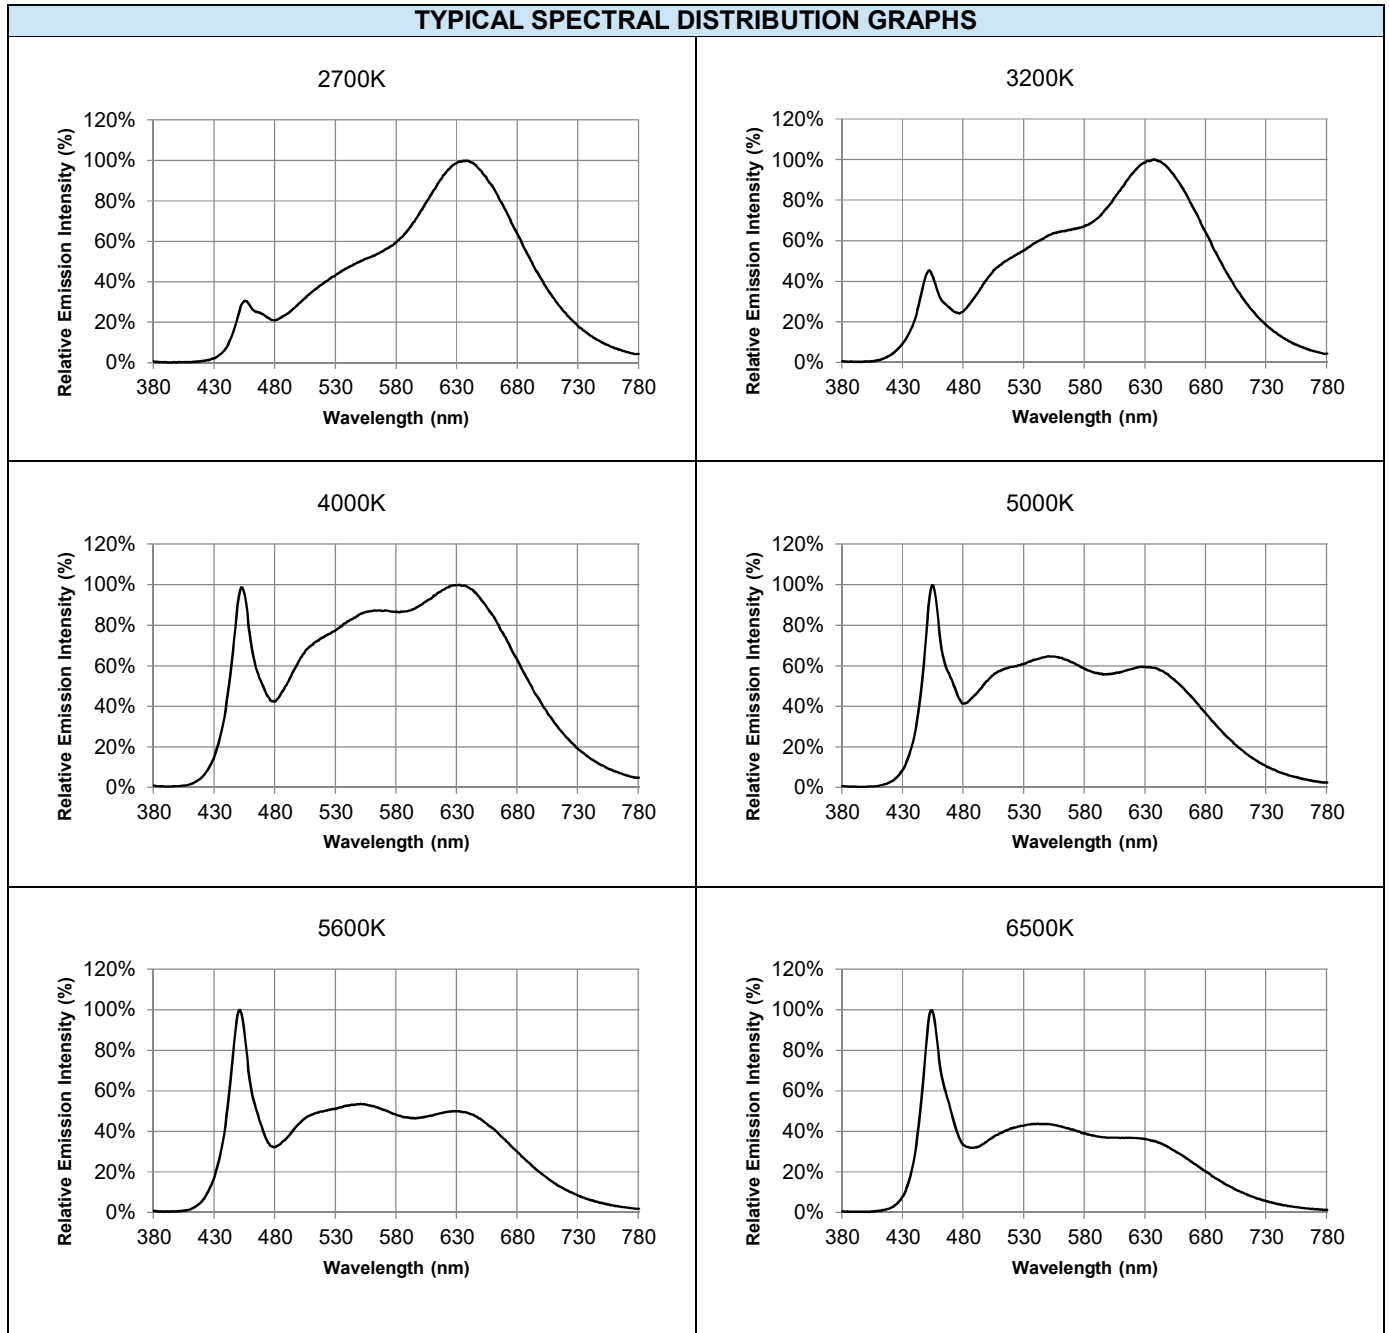 TYPICAL SPECTRAL DISTRIBUTION GRAPHS
2700K
Relative Emission Intensity (%)
120%
100%
80%
60%
40%
20%
0%
380 430 480 530 580 630 680 730 780
Wavelength (nm)
3200K
Relative Emission Intensity (%)
120%
100%
80%
60%
40%
20%
0%
380 430 480 530 580 630 680 730 780
Wavelength (nm)
4000K
Relative Emission Intensity (%)
120%
100%
80%
60%
40%
20%
0%
380 430 480 530 580 630 680 730 780
Wavelength (nm)
5000K
Relative Emission Intensity (%)
120%
100%
80%
60%
40%
20%
0%
380 430 480 530 580 630 680 730 780
Wavelength (nm)
5600K
Relative Emission Intensity (%)
120%
100%
80%
60%
40%
20%
0%
380 430 480 530 580 630 680 730 780
Wavelength (nm)
6500K
Relative Emission Intensity (%)
120%
100%
80%
60%
40%
20%
0%
380 430 480 530 580 630 680 730 780
Wavelength (nm)